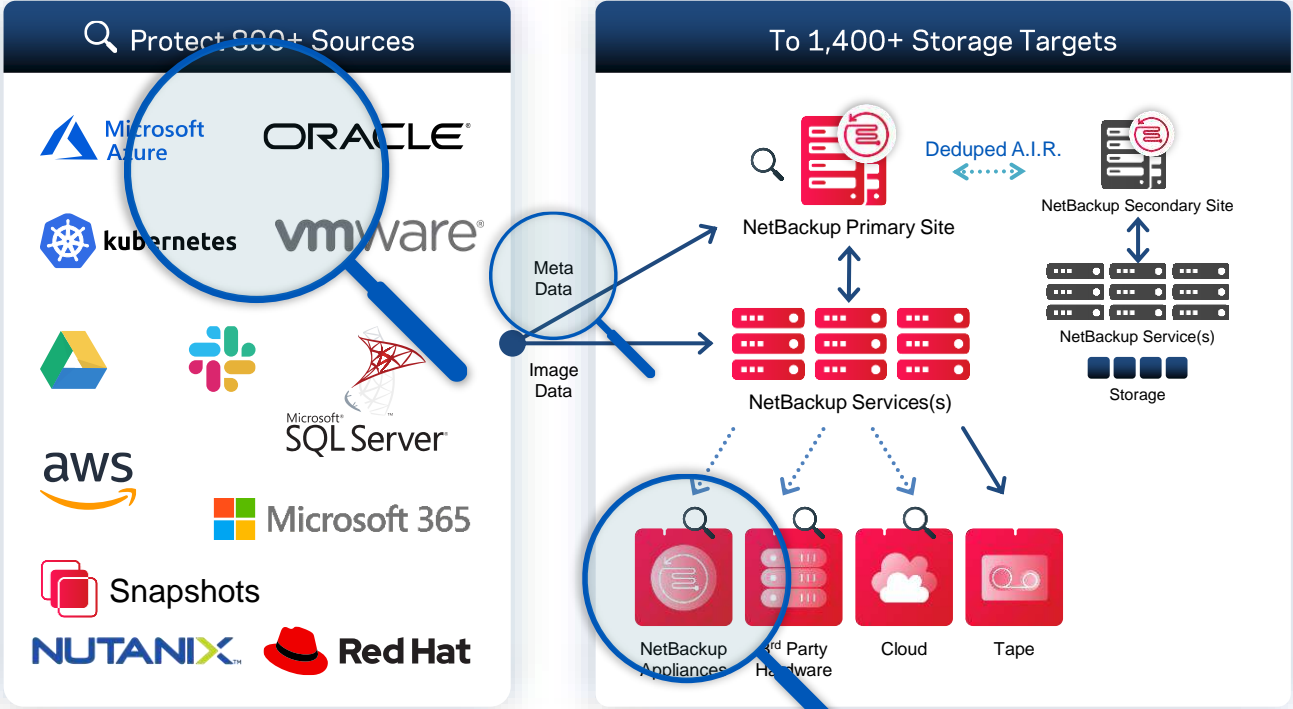 Protect 800+ Sources
Microsoft
Azure
ORACLE®
kubernetes
vmware®
Microsoft®
SQL Server®
aws
Microsoft 365
Snapshots
NUTANIX™
Red Hat
Meta
Data
Image
Data
To 1,400+ Storage Targets
Deduped A.I.R.
NetBackup Primary Site
NetBackup Secondary Site
NetBackup Services(s)
NetBackup Service(s)
Storage
NetBackup
Appliances
3rd Party
Hardware
Cloud
Tape